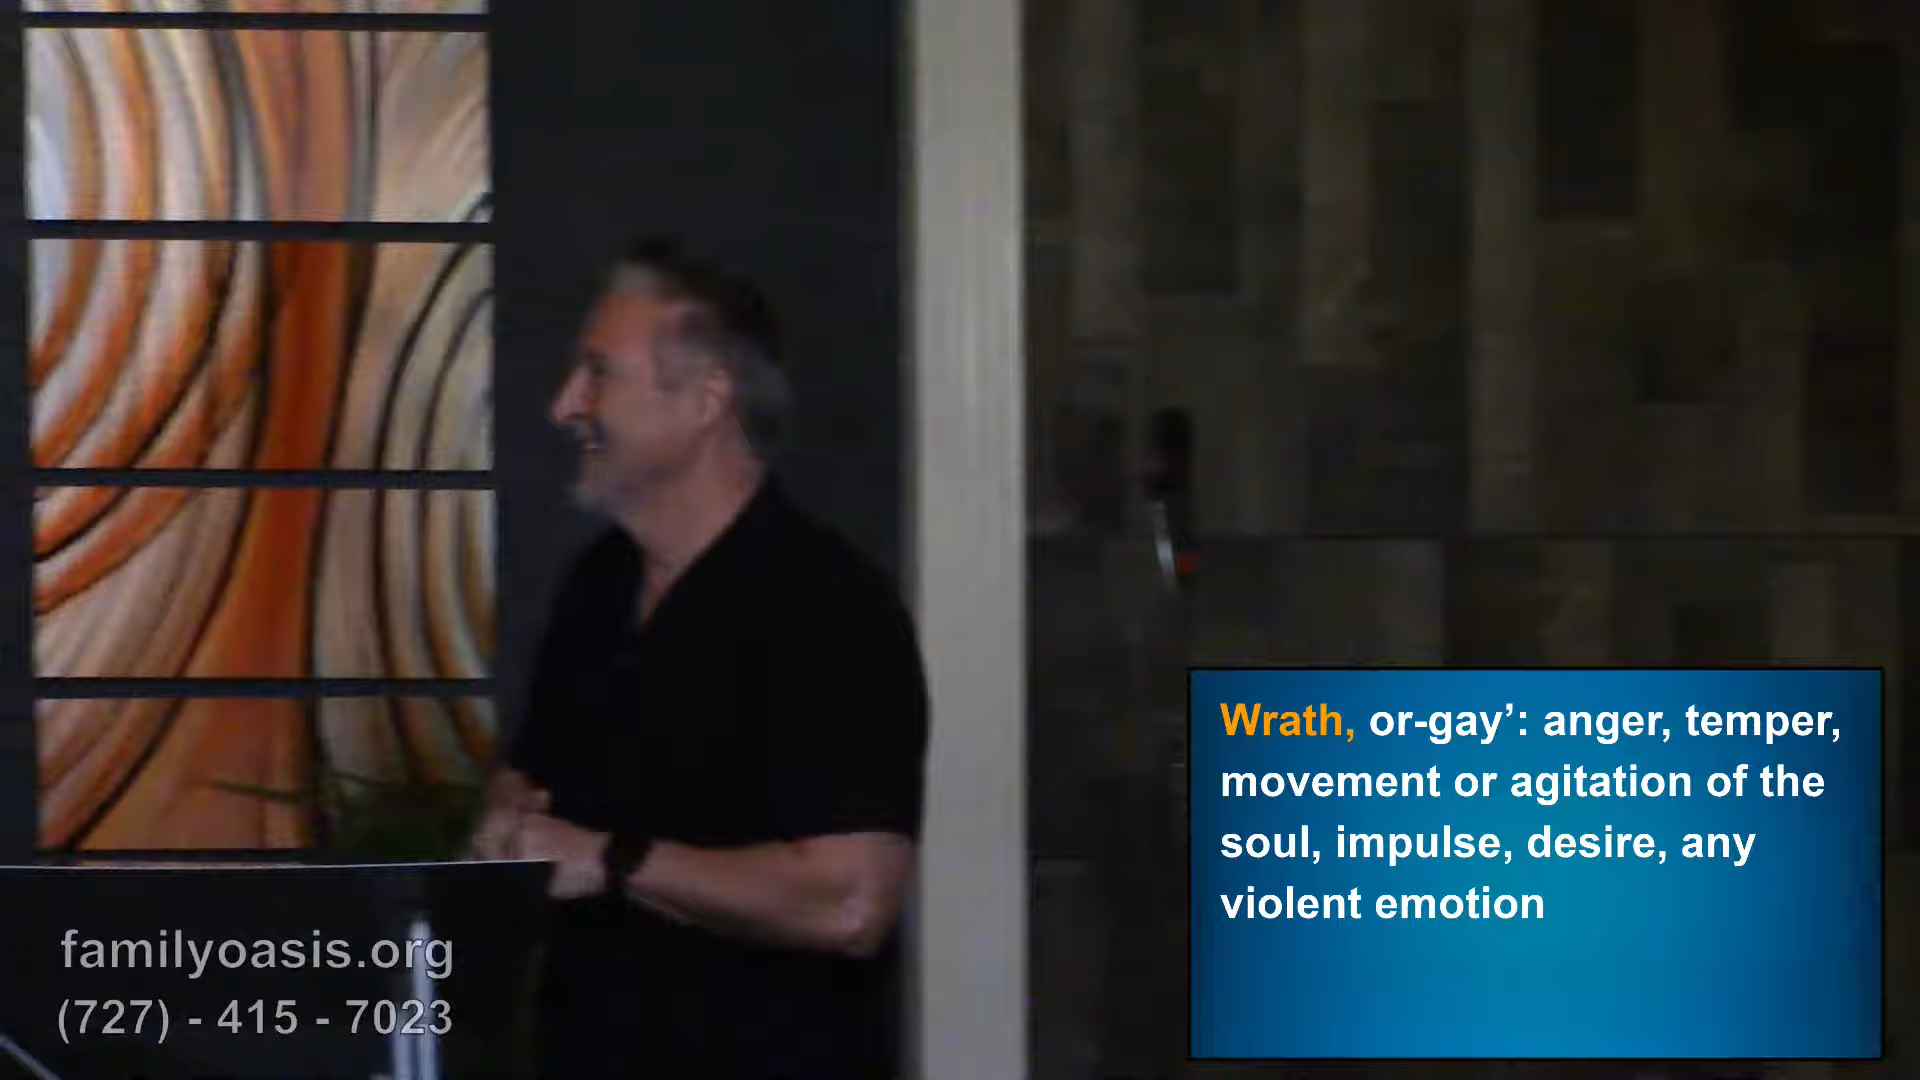 Wrath, or-gay’: anger, temper,
movement or agitation of the
soul, impulse, desire, any
violent emotion
familyoasis.org
(727) - 415 - 7023